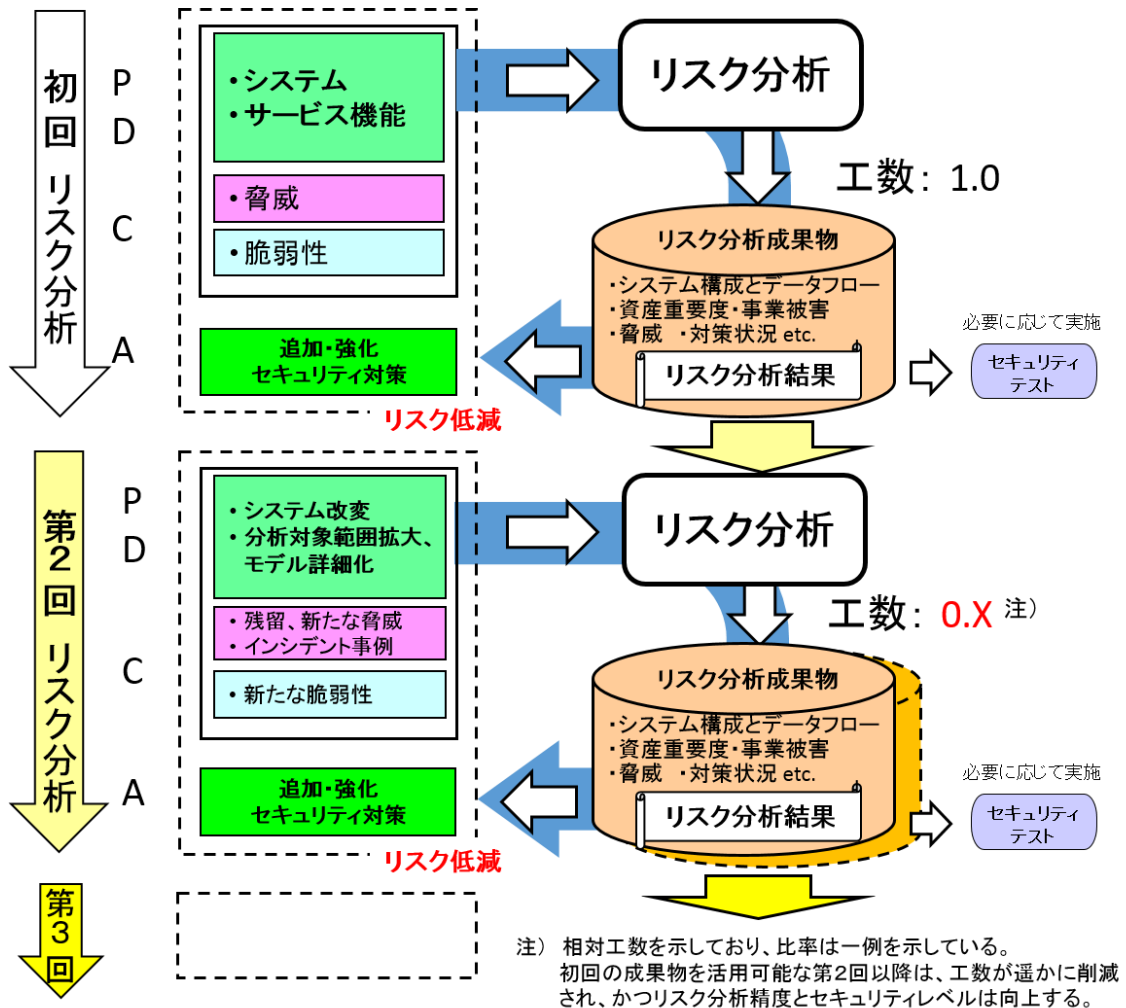 初回 リスク分析
P
D
C
A
・システム
・サービス機能
・脅威
・脆弱性
追加・強化
セキュリティ対策
リスク低減
リスク分析
工数： 1.0
リスク分析成果物
・システム構成とデータフロー
・資産重要度・事業被害
・脅威 ・対策状況 etc.
リスク分析結果
必要に応じて実施
セキュリティ
テスト
第２回 リスク分析
P
D
C
A
・システム改変
・分析対象範囲拡大、
モデル詳細化
・残留、新たな脅威
・インシデント事例
・新たな脆弱性
追加・強化
セキュリティ対策
リスク低減
リスク分析
工数： 0.X 注）
リスク分析成果物
・システム構成とデータフロー
・資産重要度・事業被害
・脅威 ・対策状況 etc.
リスク分析結果
必要に応じて実施
セキュリティ
テスト
第３回
注） 相対工数を示しており、比率は一例を示している。
初回の成果物を活用可能な第２回以降は、工数が遥かに削減
され、かつリスク分析精度とセキュリティレベルは向上する。